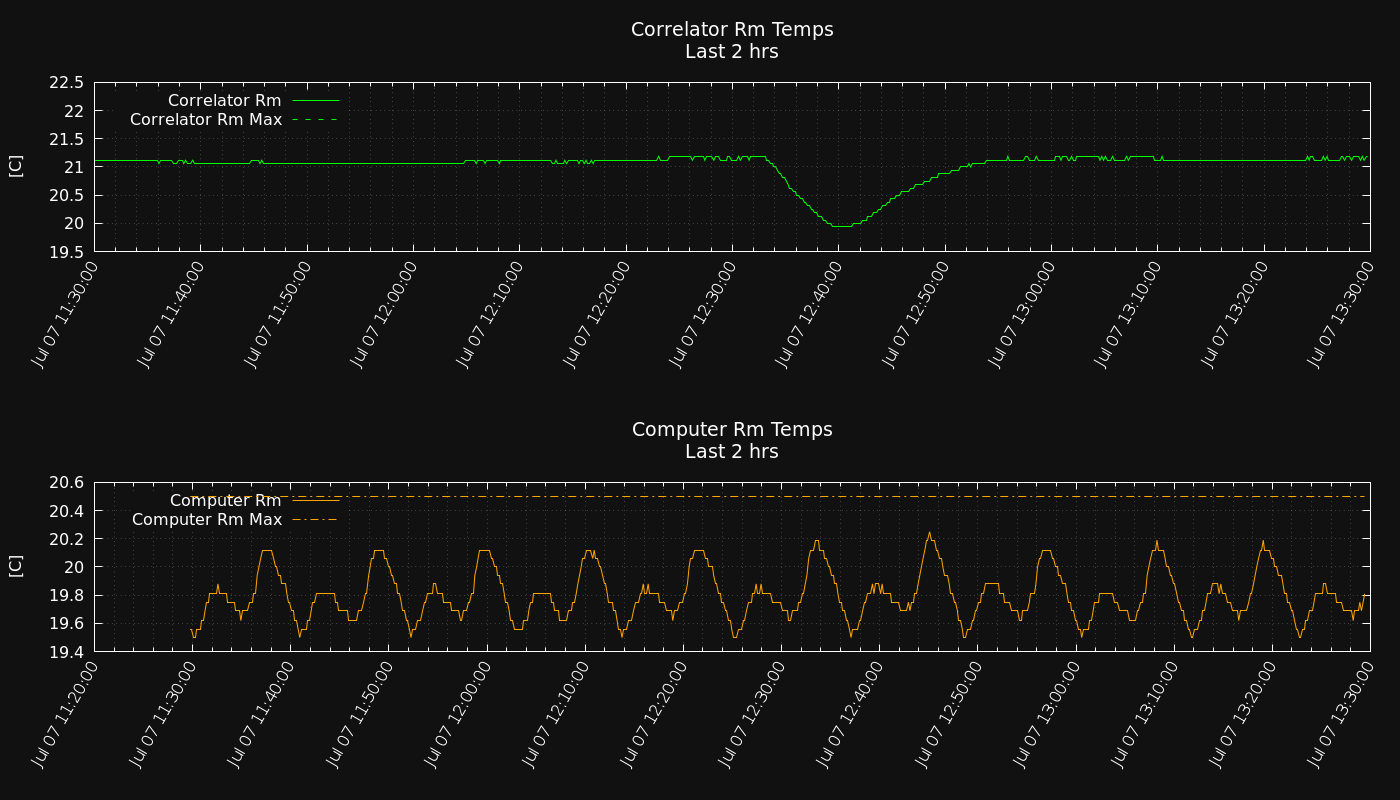 Correlator Rm Temps
Last 2 hrs
22.5
22
21.5
21
20.5
20
19.5
[C]
Correlator Rm
Correlator Rm Max
Jul 07 11:30:00
Jul 07 11:40:00
Jul 07 11:50:00
Jul 07 12:00:00
Jul 07 12:10:00
Jul 07 12:20:00
Jul 07 12:30:00
Jul 07 12:40:00
Jul 07 12:50:00
Jul 07 13:00:00
Jul 07 13:10:00
Jul 07 13:20:00
Jul 07 13:30:00
Computer Rm Temps
Last 2 hrs
20.6
20.4
20.2
20
19.8
19.6
19.4
[C]
Computer Rm
Computer Rm Max
Jul 07 11:20:00
Jul 07 11:30:00
Jul 07 11:40:00
Jul 07 11:50:00
Jul 07 12:00:00
Jul 07 12:10:00
Jul 07 12:20:00
Jul 07 12:30:00
Jul 07 12:40:00
Jul 07 12:50:00
Jul 07 13:00:00
Jul 07 13:10:00
Jul 07 13:20:00
Jul 07 13:30:00